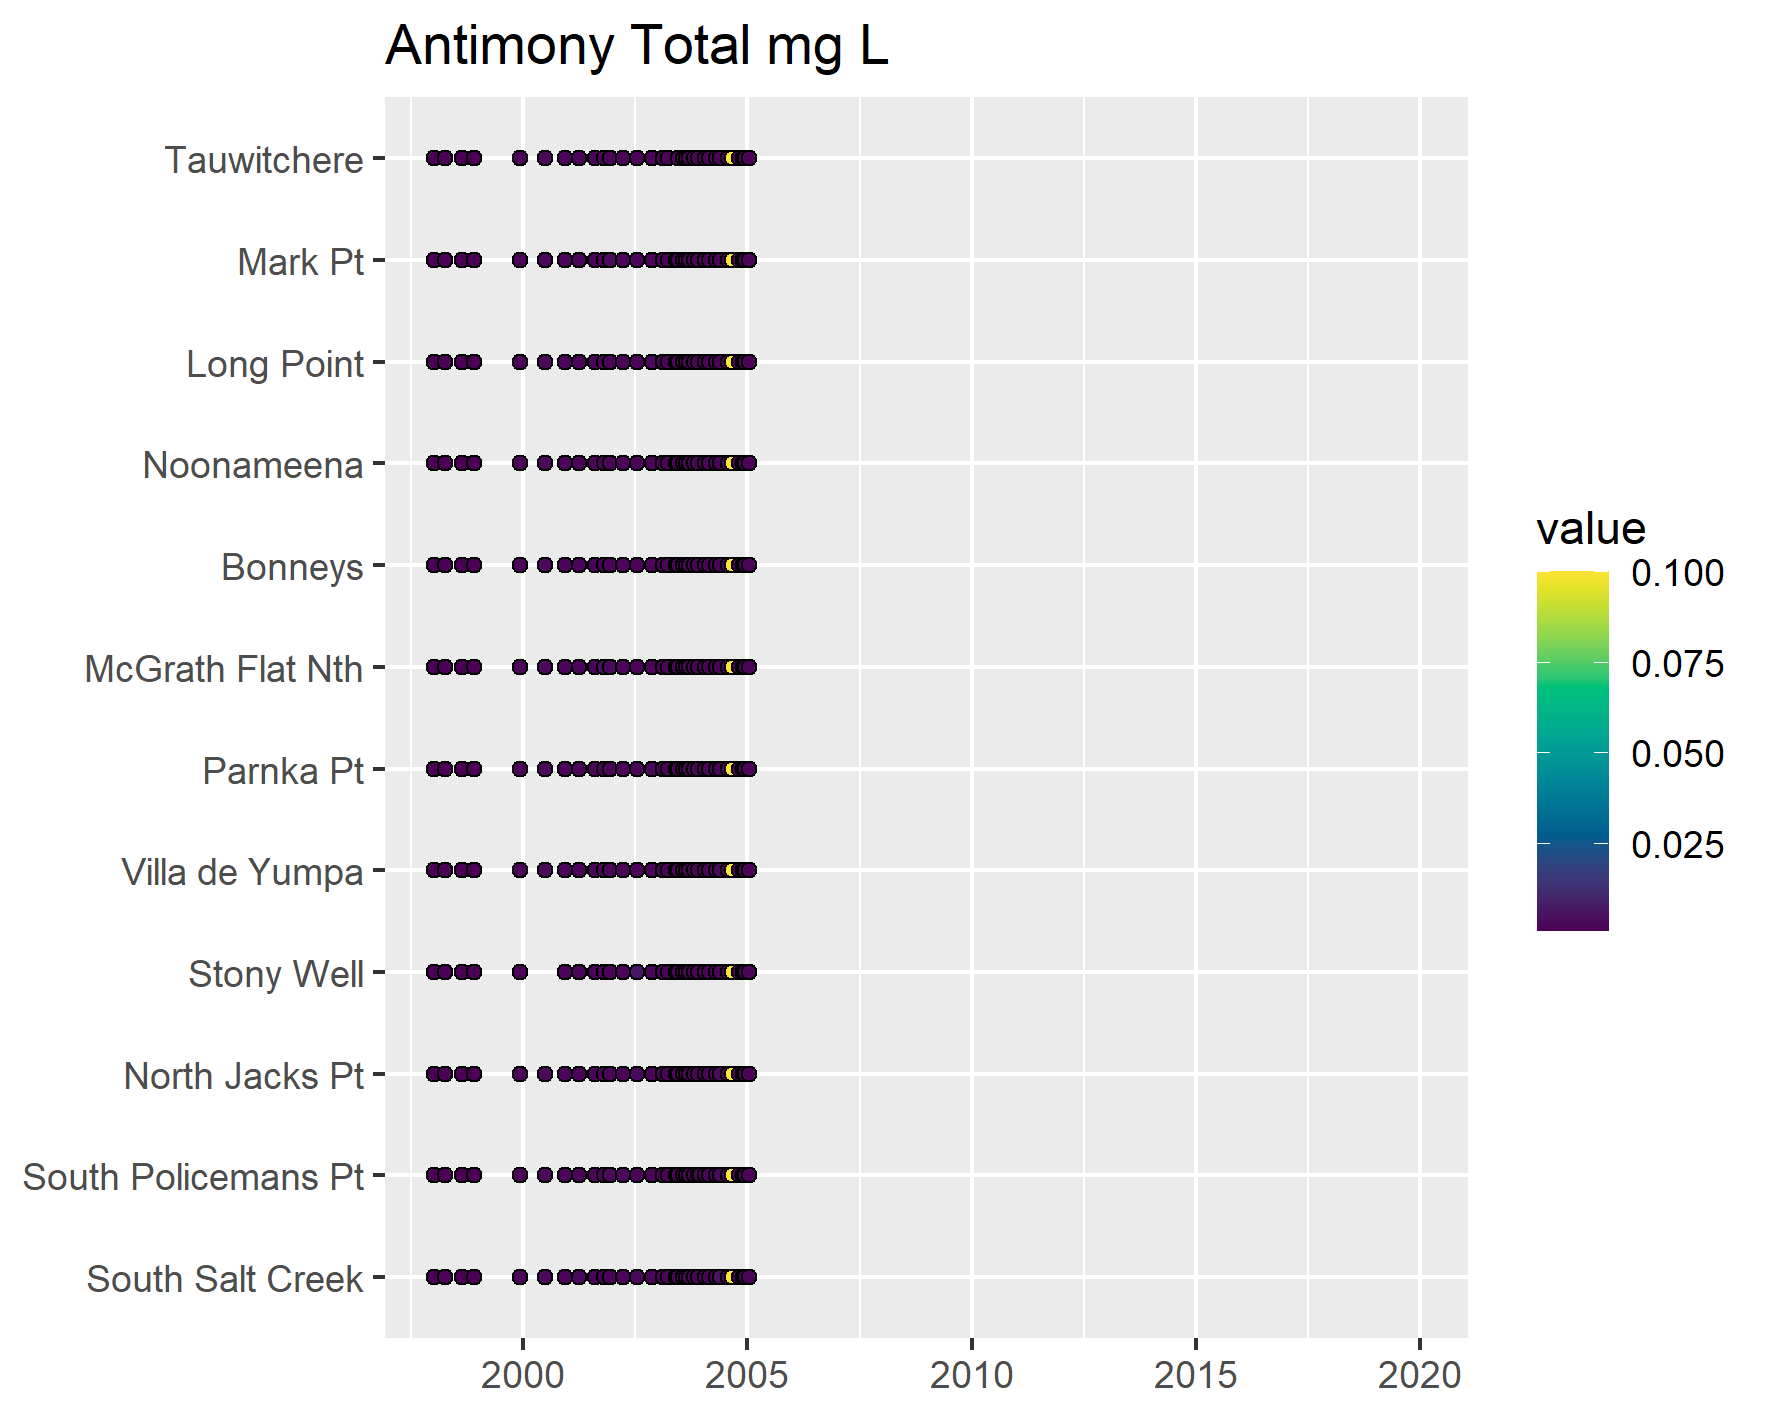 Antimony Total mg L
Tauwitchere
Mark Pt
Long Point
Noonameena
Bonneys
McGrath Flat Nth
Parnka Pt
Villa de Yumpa
Stony Well
North Jacks Pt
South Policemans Pt
South Salt Creek
2000 2005 2010 2015 2020
value
0.100
0.075
0.050
0.025